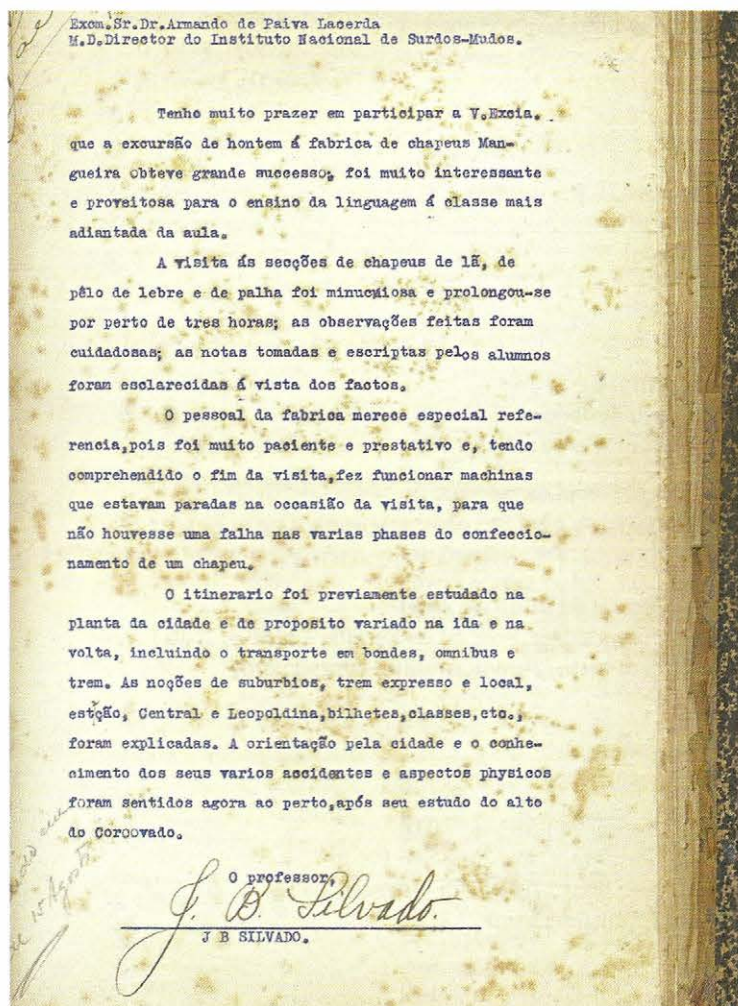 Exom.Sr.Dr.Armando de Paiva Lacerda
M.D.Director do Instituto Nacional de Surdos-Mudos.
Tenho muito prazer em participar a V.Excia.
que a excursão de hontem á fabrica de chapeus Man-
gueira obteve grande successo; foi muito interessante
e proveitosa para o ensino da linguagem á classe mais
adiantada da aula.
A visita ás secções de chapeus de lã, de
pêlo de lebre e de palha foi minuciosa e prolongou-se
por perto de tres horas; as observações feitas foram
cuidadosas; as notas tomadas e escriptas pelos alumnos
foram esclarecidas á vista dos factos.
O pessoal da fabrica merece especial refe-
rencia,pois foi muito paciente e prestativo e, tendo
comprehendido o fim da visita,fez funcionar machinas
que estavam paradas na occasião da visita, para que
não houvesse uma falha nas varias phases do confeccio-
namento de um chapeu.
O itinerario foi previamente estudado na
planta da cidade e de proposito variado na ida e na
volta, incluindo o transporte em bondes, omnibus e
trem. As noções de suburbios, trem expresso e local,
estção, Central e Leopoldina,bilhetes,classes,etc.,
foram explicadas. A orientação pela cidade e o conhe-
cimento dos seus varios accidentes e aspectos physicos
foram sentidos agora ao perto,após seu estudo do alto
do Corcovado.
O professor,
J. B. Silvado.
J B SILVADO.